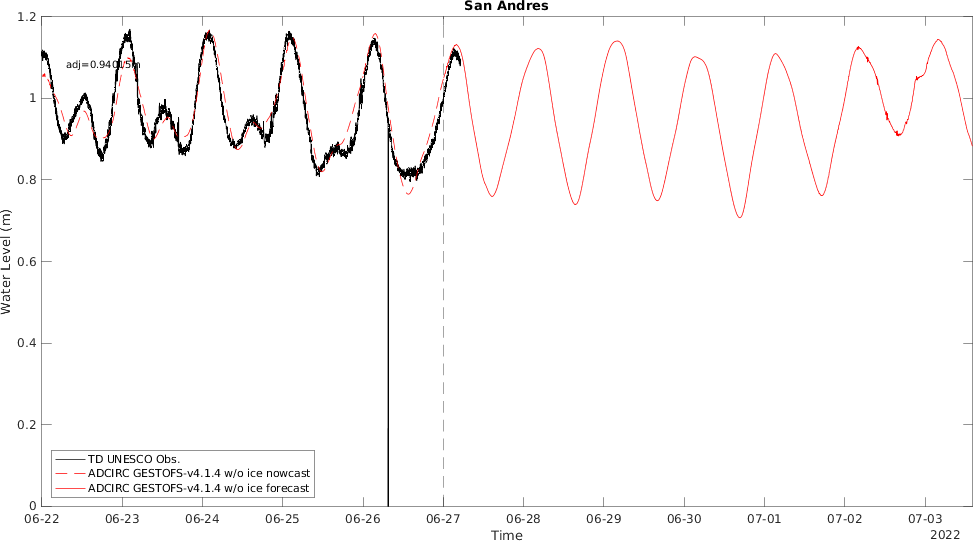 San Andres
1.2
1
0.8
0.6
0.4
0.2
0
Water Level (m)
adj=0.94015m
TD UNESCO Obs.
ADCIRC GESTOFS-v4.1.4 w/o ice nowcast
ADCIRC GESTOFS-v4.1.4 w/o ice forecast
06-22 06-23 06-24 06-25 06-26 06-27 06-28 06-29 06-30 07-01 07-02 07-03
2022
Time